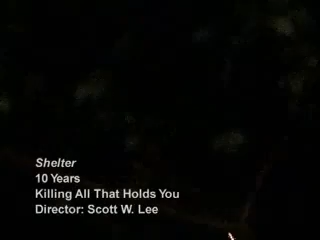 Shelter
10 Years
Killing All That Holds You
Director: Scott W. Lee